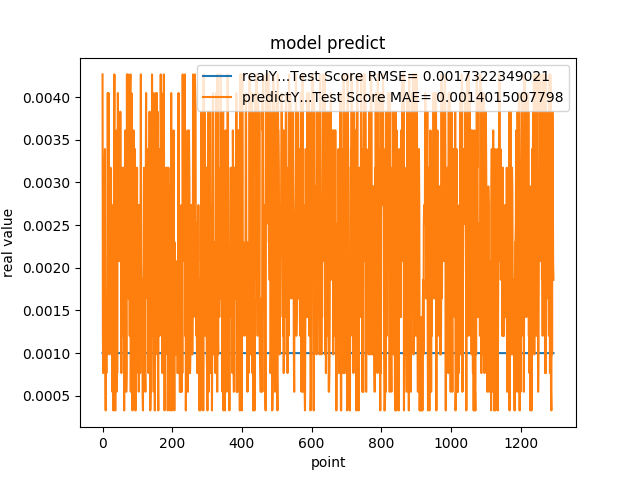 model predict
realY...Test Score RMSE= 0.0017322349021
predictY...Test Score MAE= 0.0014015007798
0.0040
0.0035
0.0030
0.0025
0.0020
0.0015
0.0010
0.0005
real value
0 200 400 600 800 1000 1200
point